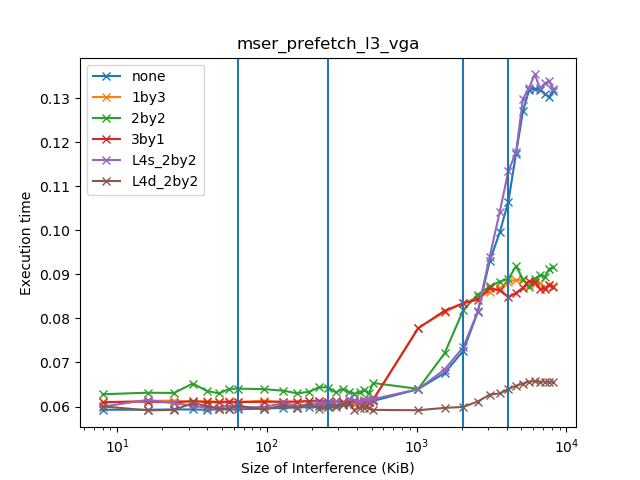 mser_prefetch_l3_vga
none
1by3
2by2
3by1
L4s_2by2
L4d_2by2
Execution time
0.13
0.12
0.11
0.10
0.09
0.08
0.07
0.06
10¹ 10² 10³ 10⁴
Size of Interference (KiB)